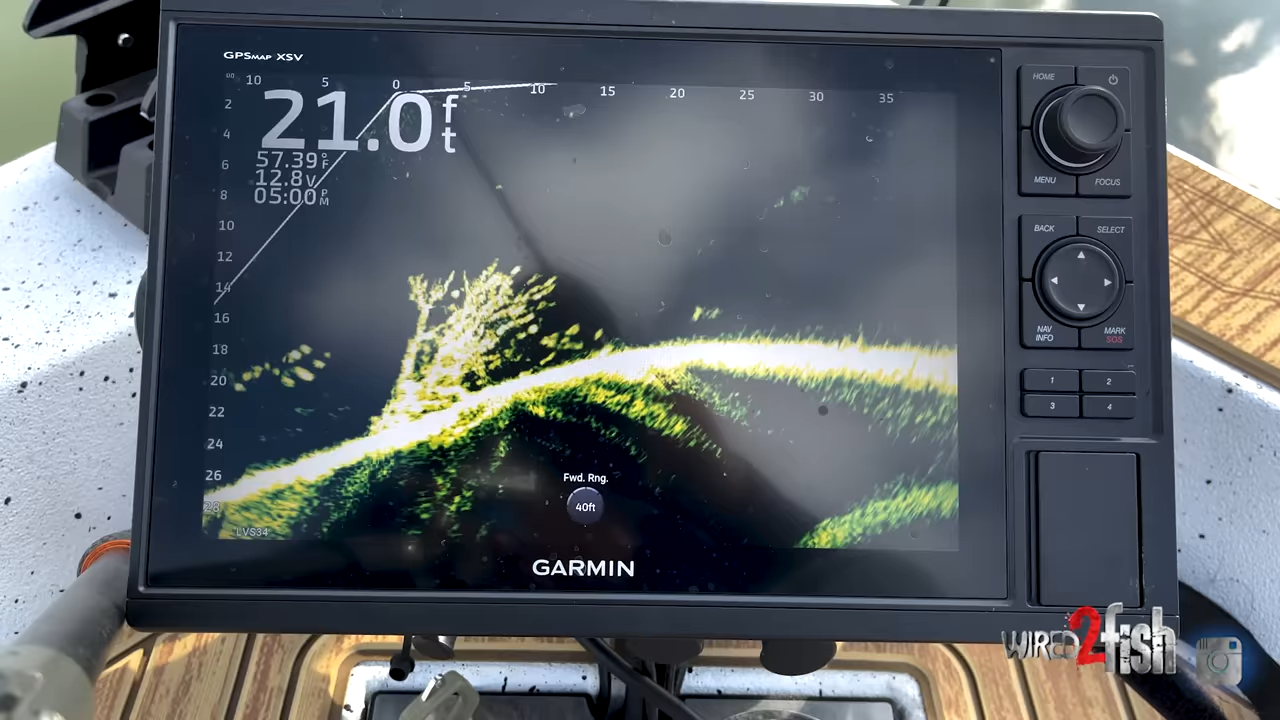 GPSMAP XSV
00 10 5 0 5 10 15 20 25 30 35
2
4
6
8
10
12
14
16
18
20
22
24
26
28
21.0 ft
57.39°F
12.8V
05:00PM
Fwd. Rng.
40ft
LVS34
GARMIN
HOME
MENU
FOCUS
BACK
SELECT
NAV
INFO
MARK
SOS
1
2
3
4
WIRED2fish